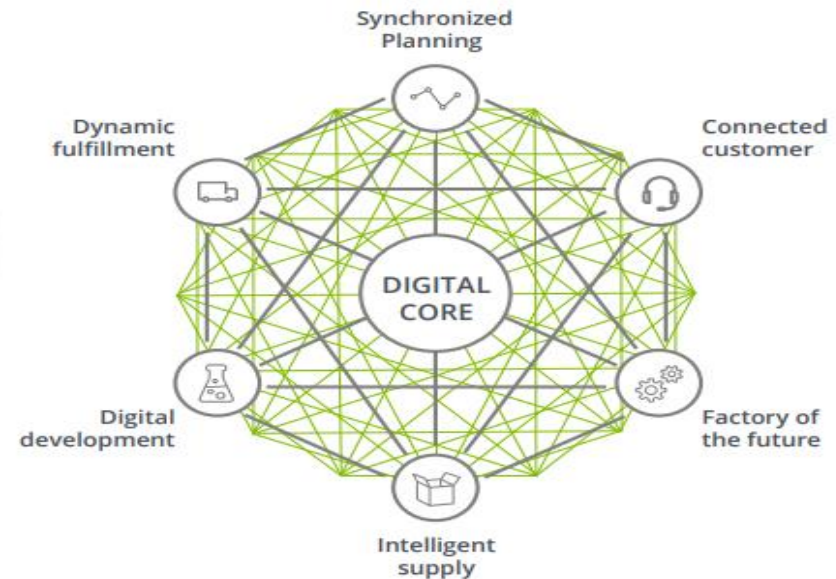 Synchronized
Planning
Dynamic
fulfillment
Connected
customer
DIGITAL
CORE
Digital
development
Factory of
the future
Intelligent
supply